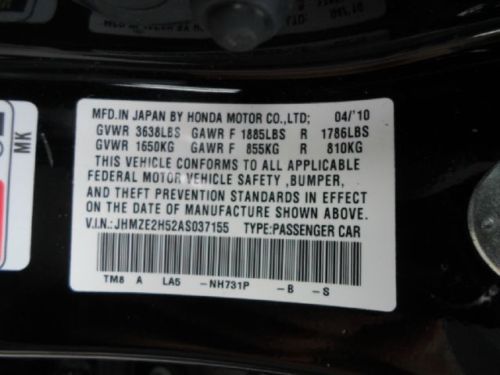 MFD.IN JAPAN BY HONDA MOTOR CO.,LTD; 04/'10
GVWR 3638LBS GAWR F 1885LBS R 1786LBS
GVWR 1650KG GAWR F 855KG R 810KG
THIS VEHICLE CONFORMS TO ALL APPLICABLE
FEDERAL MOTOR VEHICLE SAFETY ,BUMPER,
AND THEFT PREVENTION STANDARDS IN EFFECT
ON THE DATE OF MANUFACTURE SHOWN ABOVE.
V.I.N.:JHMZE2H52AS037155 TYPE:PASSENGER CAR
TM8 A LA5 -NH731P -B -S
MK